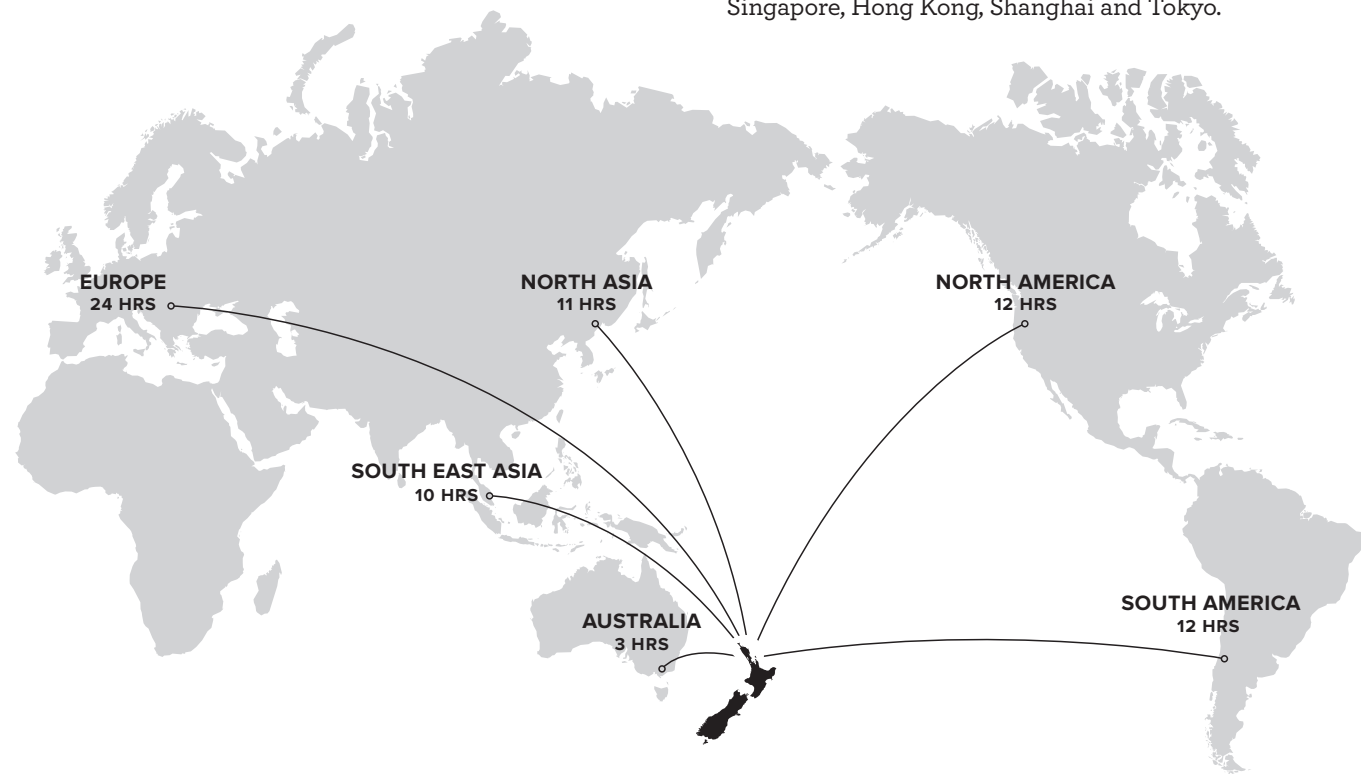 Singapore, Hong Kong, Shanghai and Tokyo.
EUROPE
24 HRS
NORTH ASIA
11 HRS
NORTH AMERICA
12 HRS
SOUTH EAST ASIA
10 HRS
AUSTRALIA
3 HRS
SOUTH AMERICA
12 HRS